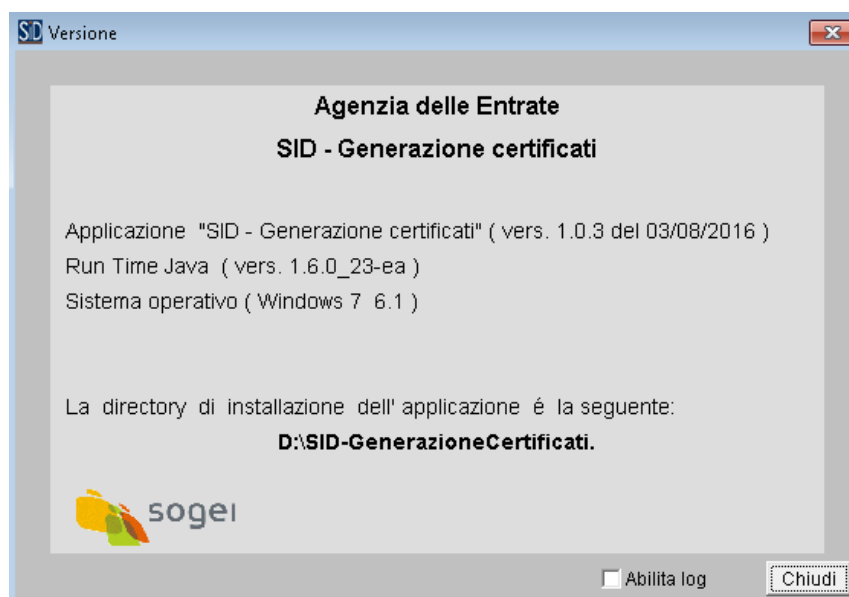 SiD Versione
Agenzia delle Entrate
SID - Generazione certificati
Applicazione "SID - Generazione certificati" ( vers. 1.0.3 del 03/08/2016 )
Run Time Java ( vers. 1.6.0_23-ea )
Sistema operativo ( Windows 7 6.1 )
La directory di installazione dell' applicazione é la seguente:
D:\SID-GenerazioneCertificati.
sogei
Abilita log Chiudi